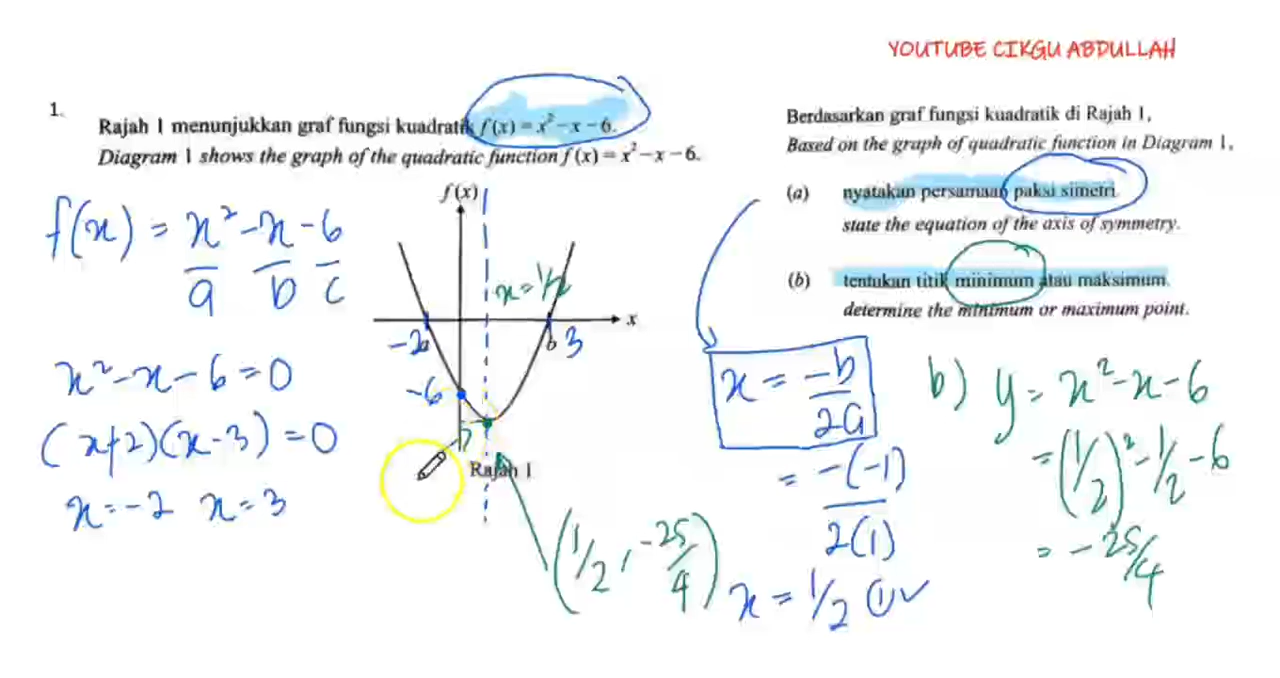 YOUTUBE CIKGU ABDULLAH
1.
Rajah 1 menunjukkan graf fungsi kuadratik f(x) = x² − x − 6.
Diagram 1 shows the graph of the quadratic function f(x) = x² − x − 6.
f(x) = x² − x − 6
a b c
x² − x − 6 = 0
(x+2)(x−3) = 0
x = −2 x = 3
f(x)
x = 1/2
x
−2 a b 3
−6
Rajah 1
(1/2, −25/4)
Berdasarkan graf fungsi kuadratik di Rajah 1,
Based on the graph of quadratic function in Diagram 1,
(a) nyatakan persamaan paksi simetri.
state the equation of the axis of symmetry.
(b) tentukan titik minimum atau maksimum.
determine the minimum or maximum point.
x = −b/2a
= −(−1)/2(1)
x = 1/2 (1) ✓
b) y = x² − x − 6
= (1/2)² − 1/2 − 6
= −25/4